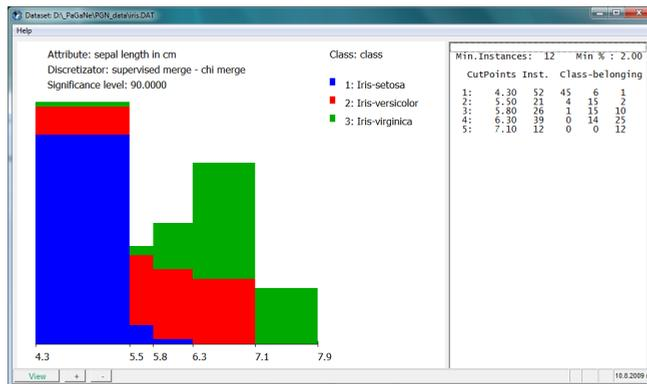 Dataset: D:\_PaGaNe\PGN_data\iris.DAT
Help
Attribute: sepal length in cm
Discretizator: supervised merge - chi merge
Significance level: 90.0000
Class: class
1: Iris-setosa
2: Iris-versicolor
3: Iris-virginica
4.3 5.5 5.8 6.3 7.1 7.9
Min.Instances: 12 Min % : 2.00
CutPoints Inst. Class-belonging
1: 4.30 52 45 6 1
2: 5.50 21 4 15 2
3: 5.80 26 1 15 10
4: 6.30 39 0 14 25
5: 7.10 12 0 0 12
View + -
10.8.2009